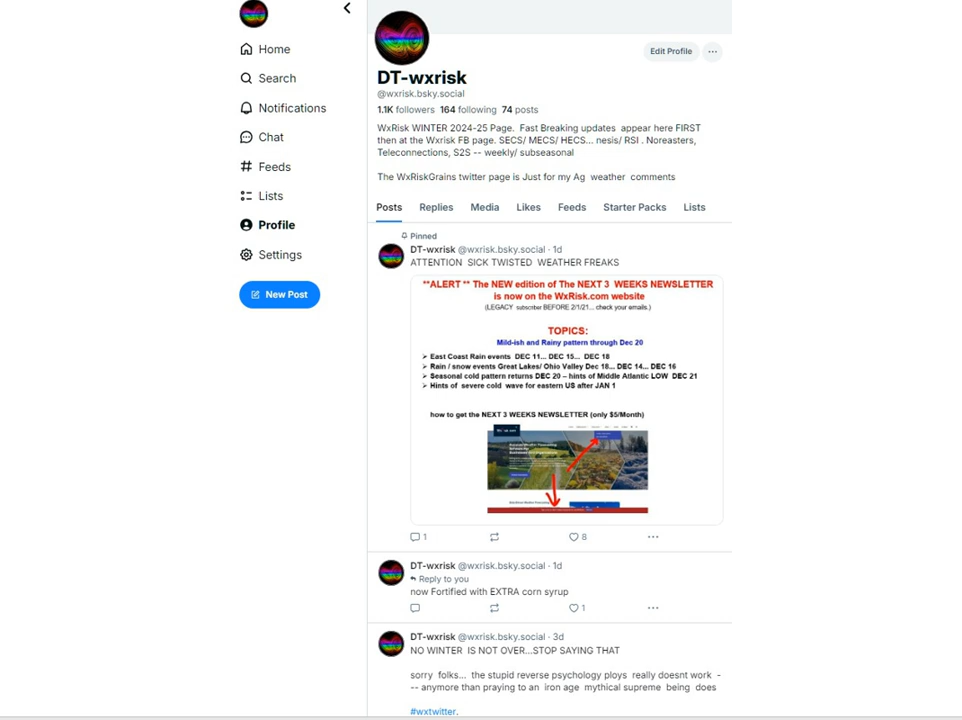 Home
Search
Notifications
Chat
Feeds
Lists
Profile
Settings
New Post
Edit Profile
DT-wxrisk
@wxrisk.bsky.social
1.1K followers 164 following 74 posts
WxRisk WINTER 2024-25 Page. Fast Breaking updates appear here FIRST
then at the Wxrisk FB page. SECS/ MECS/ HECS... nesis/ RSI . Noreasters,
Teleconnections, S2S -- weekly/ subseasonal
The WxRiskGrains twitter page is Just for my Ag weather comments
Posts Replies Media Likes Feeds Starter Packs Lists
Pinned
DT-wxrisk @wxrisk.bsky.social · 1d
ATTENTION SICK TWISTED WEATHER FREAKS
**ALERT ** The NEW edition of The NEXT 3 WEEKS NEWSLETTER
is now on the WxRisk.com website
(LEGACY subscriber BEFORE 2/1/21... check your emails.)
TOPICS:
Mild-ish and Rainy pattern through Dec 20
➢ East Coast Rain events DEC 11... DEC 15... DEC 18
➢ Rain / snow events Great Lakes/ Ohio Valley Dec 18... DEC 14... DEC 16
➢ Seasonal cold pattern returns DEC 20 – hints of Middle Atlantic LOW DEC 21
➢ Hints of severe cold wave for eastern US after JAN 1
how to get the NEXT 3 WEEKS NEWSLETTER (only $5/Month)
1 8
DT-wxrisk @wxrisk.bsky.social · 1d
Reply to you
now Fortified with EXTRA corn syrup
1
DT-wxrisk @wxrisk.bsky.social · 3d
NO WINTER IS NOT OVER...STOP SAYING THAT
sorry folks... the stupid reverse psychology ploys really doesnt work -
-- anymore than praying to an iron age mythical supreme being does
#wxtwitter.